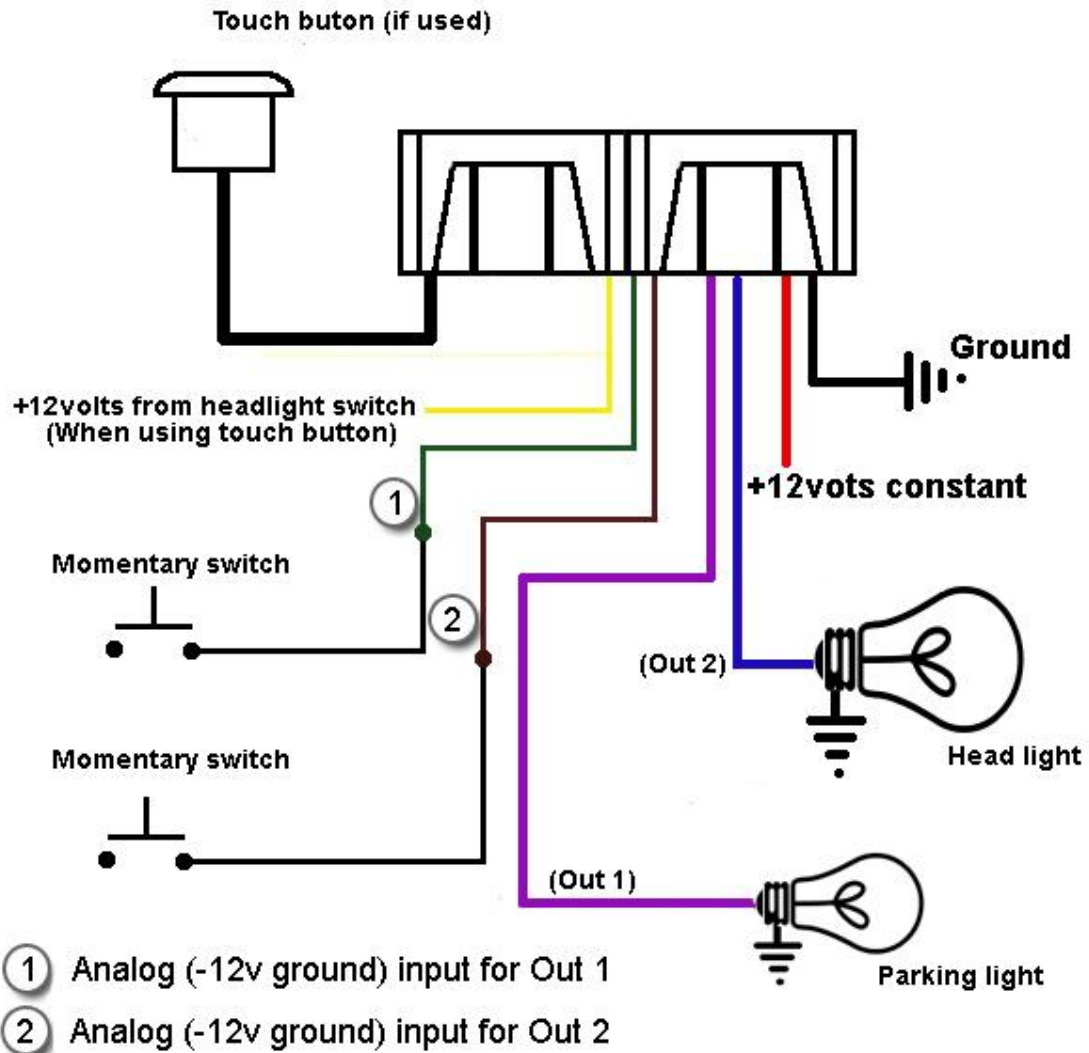 Touch buton (if used)
Ground
+12volts from headlight switch
(When using touch button)
+12vots constant
1
Momentary switch
2
(Out 2)
Head light
Momentary switch
(Out 1)
Parking light
1 Analog (-12v ground) input for Out 1
2 Analog (-12v ground) input for Out 2